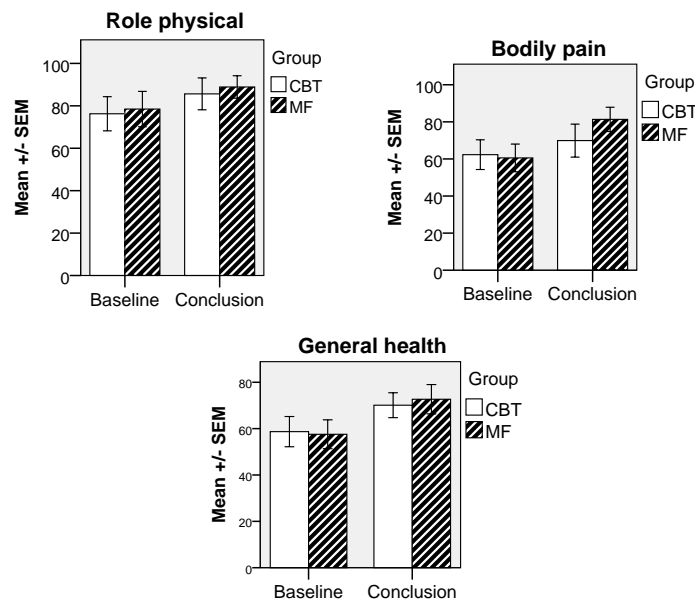 Role physical
Mean +/- SEM
100
80
60
40
20
0
Baseline
Conclusion
Group
CBT
MF
Bodily pain
Mean +/- SEM
100
80
60
40
20
0
Baseline
Conclusion
Group
CBT
MF
General health
Mean +/- SEM
80
60
40
20
0
Baseline
Conclusion
Group
CBT
MF